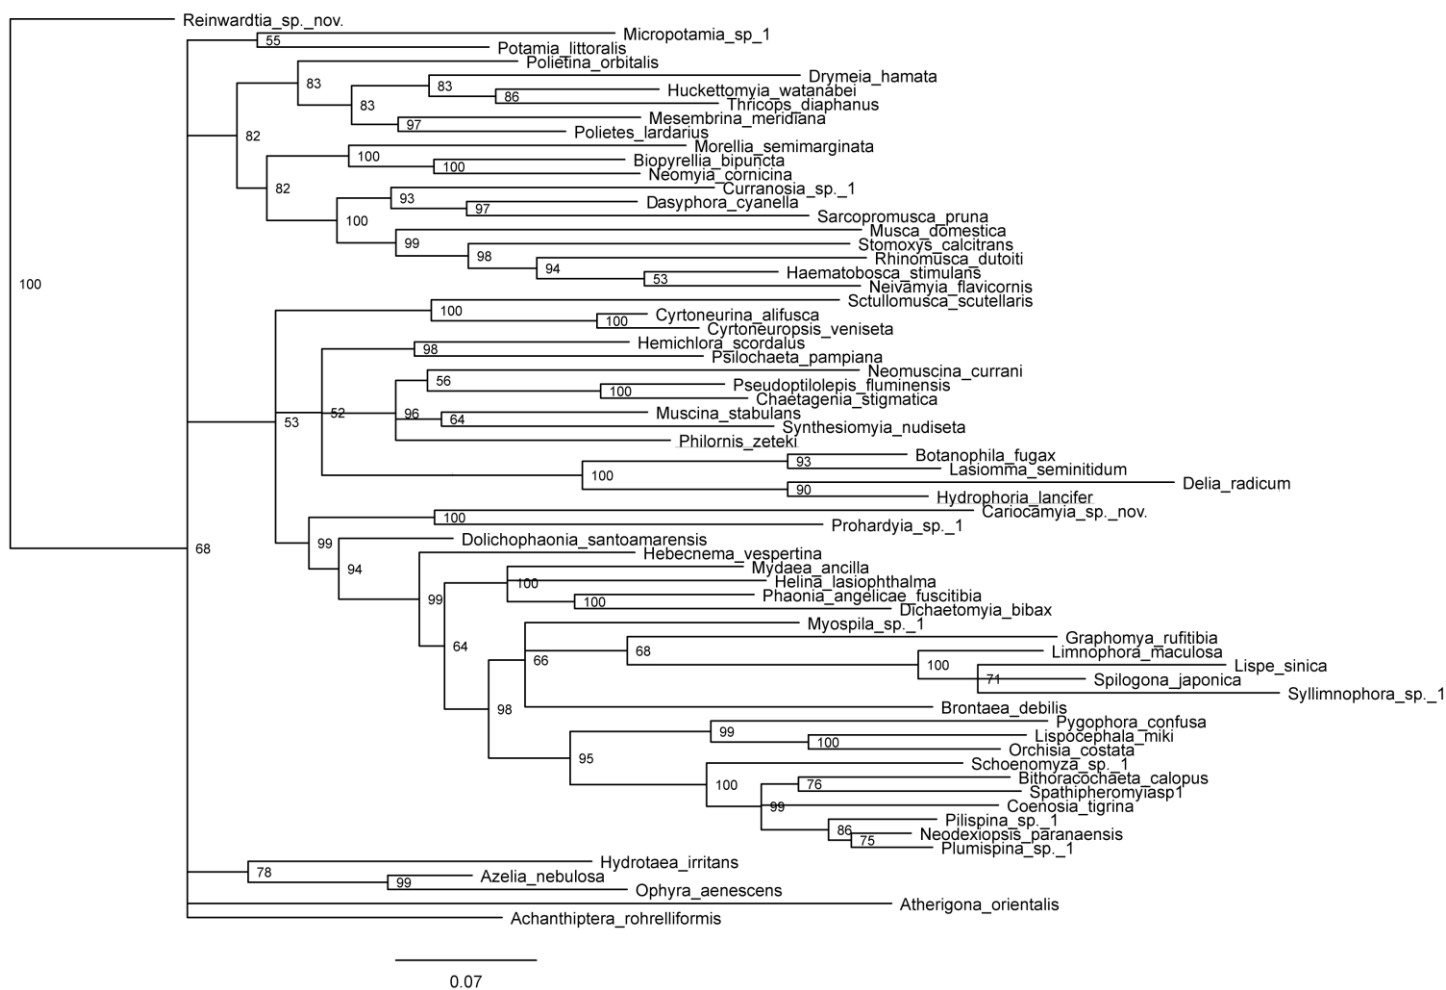 Reinwardtia_sp._nov.
Micropotamia_sp_1
55
Potamia_littoralis
Polietina_orbitalis
Drymeia_hamata
83
83
Huckettomyia_watanabei
86
Thricops_diaphanus
83
Mesembrina_meridiana
97
Polietes_lardarius
82
Morellia_semimarginata
100
Biopyrellia_bipuncta
100
Neomyia_cornicina
82
Curranosia_sp._1
93
Dasyphora_cyanella
97
Sarcopromusca_pruna
100
Musca_domestica
99
Stomoxys_calcitrans
98
Rhinomusca_dutoiti
94
Haematobosca_stimulans
53
Neivamyia_flavicornis
100
Sctullomusca_scutellaris
100
Cyrtoneurina_alifusca
100
Cyrtoneuropsis_veniseta
Hemichlora_scordalus
98
Psilochaeta_pampiana
Neomuscina_currani
56
Pseudoptilolepis_fluminensis
100
Chaetagenia_stigmatica
53
52
96
Muscina_stabulans
64
Synthesiomyia_nudiseta
Philornis_zeteki
Botanophila_fugax
93
Lasiomma_seminitidum
100
Delia_radicum
90
Hydrophoria_lancifer
Cariocamyia_sp._nov.
100
Prohardyia_sp._1
99
Dolichophaonia_santoamarensis
68
Hebecnema_vespertina
94
Mydaea_ancilla
100
Helina_lasiophthalma
Phaonia_angelicae_fuscitibia
99
100
Dichaetomyia_bibax
Myospila_sp._1
Graphomya_rufitibia
64
68
Limnophora_maculosa
66
100
Lispe_sinica
71
Spilogona_japonica
Syllimnophora_sp._1
98
Brontaea_debilis
Pygophora_confusa
99
Lispocephala_miki
100
Orchisia_costata
95
Schoenomyza_sp._1
100
Bithoracochaeta_calopus
76
Spathipheromyiasp1
99
Coenosia_tigrina
Pilispina_sp._1
86
Neodexiopsis_paranaensis
75
Plumispina_sp._1
Hydrotaea_irritans
78
Azelia_nebulosa
99
Ophyra_aenescens
Atherigona_orientalis
Achanthiptera_rohrelliformis
0.07